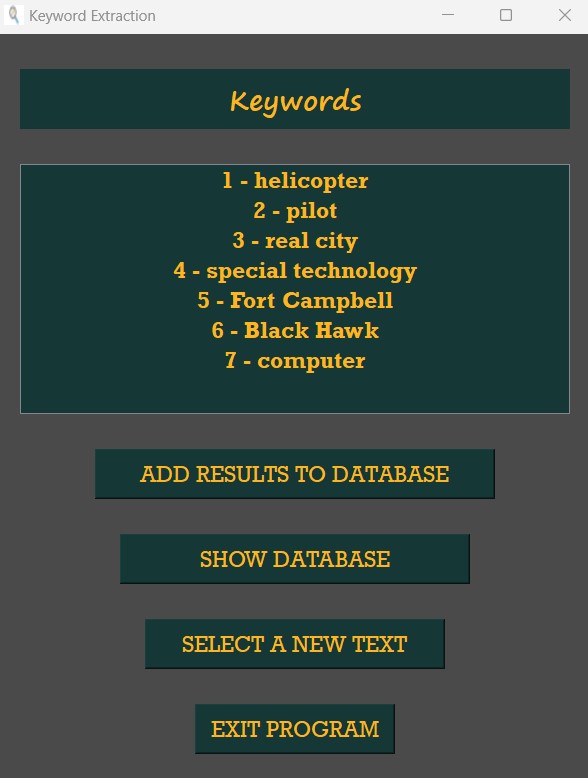 Keyword Extraction
Keywords
1 - helicopter
2 - pilot
3 - real city
4 - special technology
5 - Fort Campbell
6 - Black Hawk
7 - computer
ADD RESULTS TO DATABASE
SHOW DATABASE
SELECT A NEW TEXT
EXIT PROGRAM